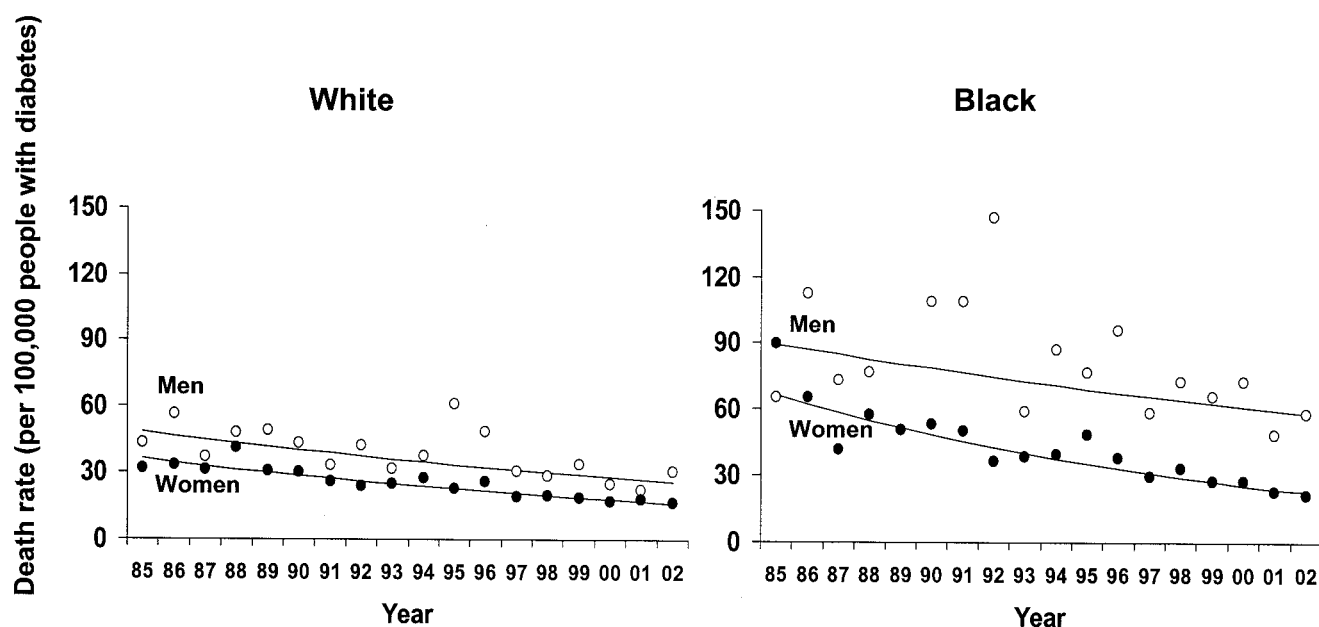 Death rate (per 100,000 people with diabetes)
White
150
120
90
60
30
0
Men
Women
85 86 87 88 89 90 91 92 93 94 95 96 97 98 99 00 01 02
Year
Black
150
120
90
60
30
0
Men
Women
85 86 87 88 89 90 91 92 93 94 95 96 97 98 99 00 01 02
Year